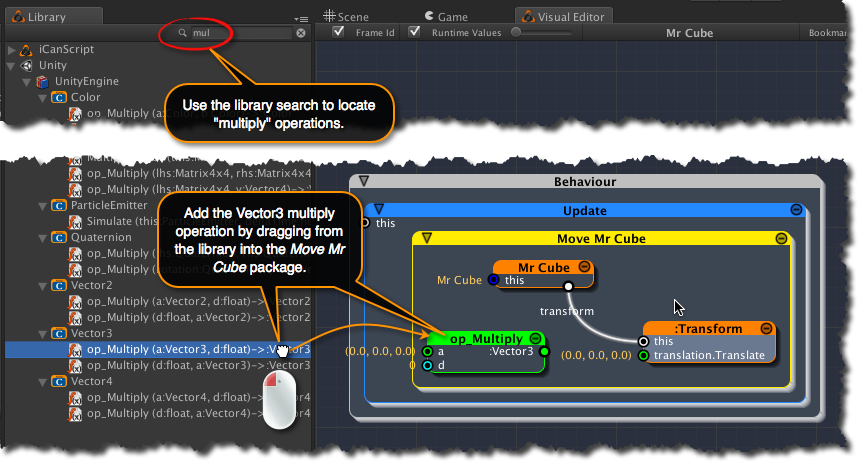 Library
mul
iCanScript
Unity
UnityEngine
Color
op_Multiply
Use the library search to locate
"multiply" operations.
Scene
Game
Visual Editor
Frame Id
Runtime Values
Mr Cube
op_Multiply (lhs:Matrix4x4, rhs:Matrix4x4
op_Multiply (lhs:Matrix4x4, v:Vector4)->
ParticleEmitter
Simulate
Quaternion
op_Multiply
op_Multiply
Vector2
op_Multiply (a:Vector2, d:float)->:Vector2
op_Multiply (d:float, a:Vector2)->:Vector2
Vector3
op_Multiply (a:Vector3, d:float)->:Vector3
op_Multiply (d:float, a:Vector3)->:Vector3
Vector4
op_Multiply (a:Vector4, d:float)->:Vector4
op_Multiply (d:float, a:Vector4)->:Vector4
Add the Vector3 multiply
operation by dragging from
the library into the Move Mr
Cube package.
Behaviour
Update
this
Move Mr Cube
Mr Cube
Mr Cube
this
transform
:Transform
this
(0.0, 0.0, 0.0)
translation.Translate
op_Multiply
(0.0, 0.0, 0.0)
a
:Vector3
0
d